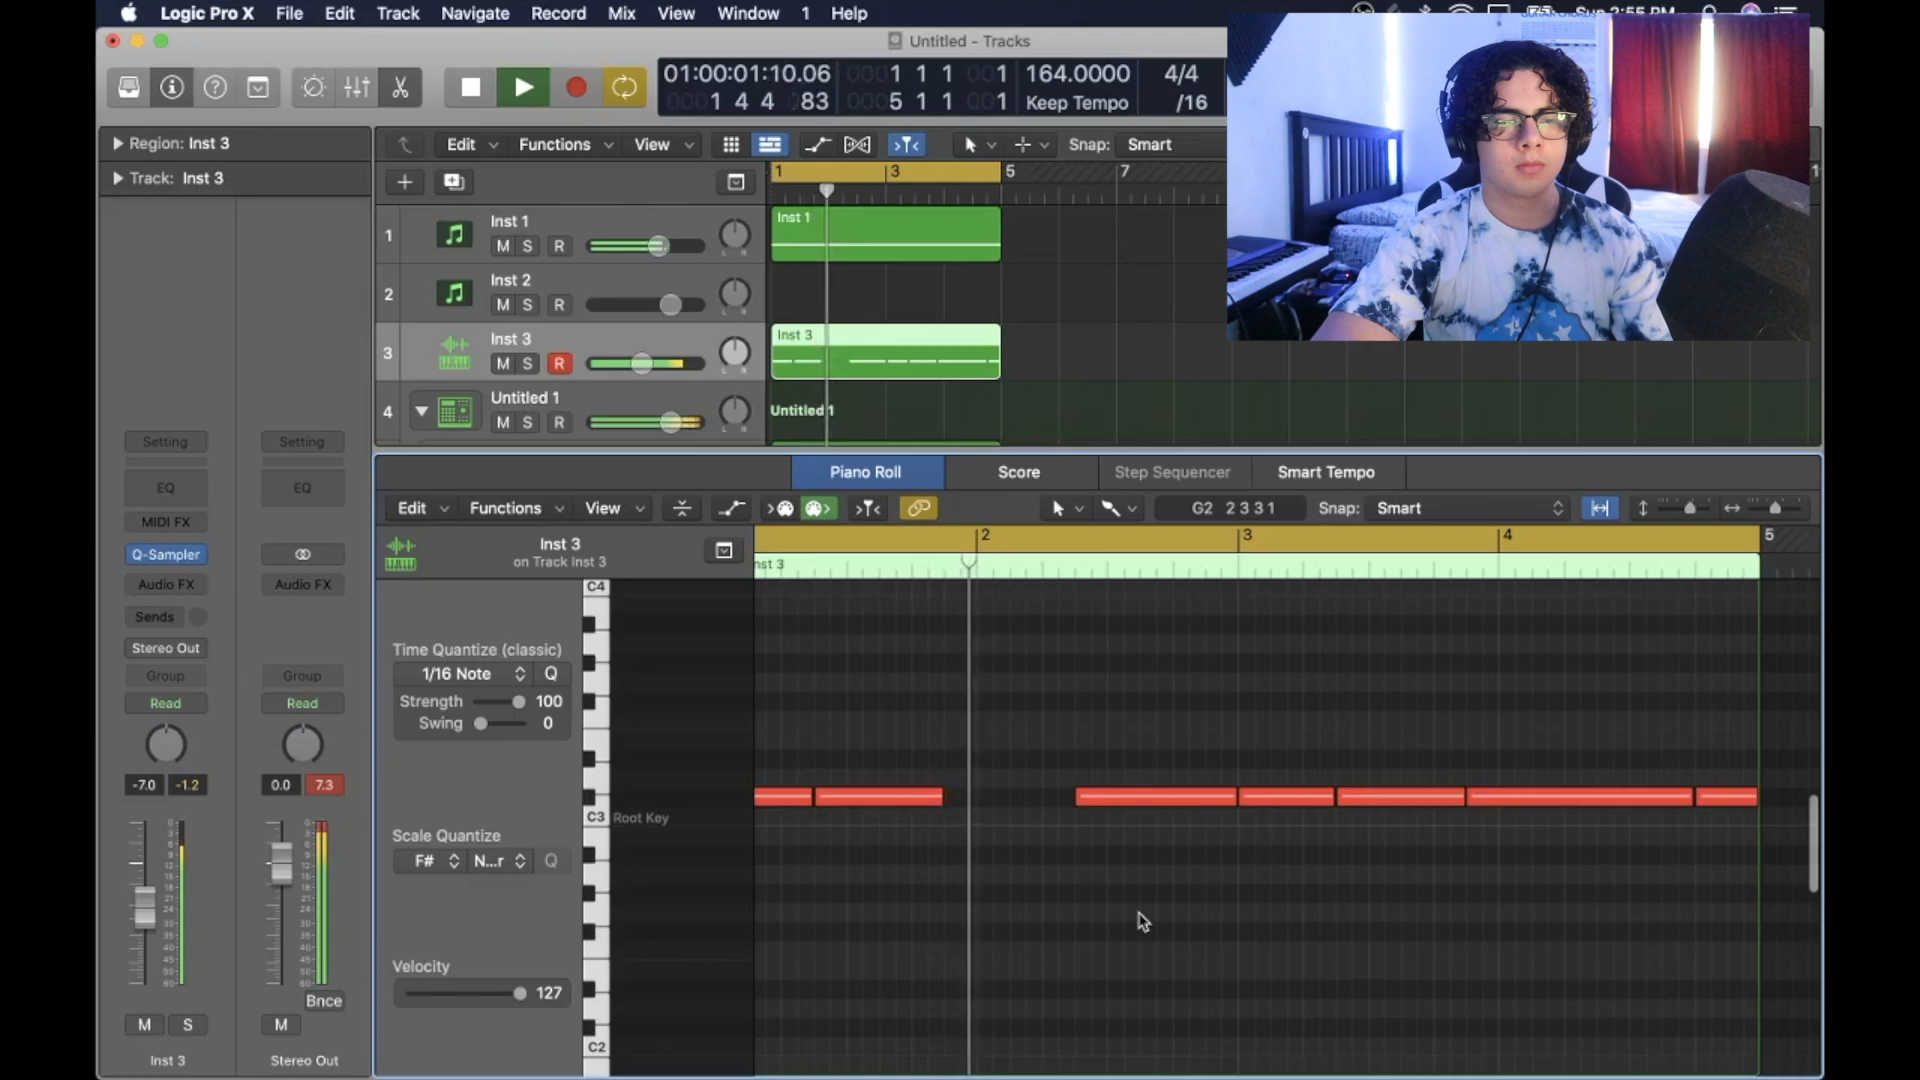 Logic Pro X File Edit Track Navigate Record Mix View Window 1 Help
Untitled - Tracks
01:00:01:10.06 1 1 1 1 164.0000 4/4
1 4 4 83 5 1 1 1 Keep Tempo /16
Region: Inst 3
Edit Functions View Snap: Smart
Track: Inst 3
1 3 5 7
1 Inst 1
M S R
L R
Inst 1
2 Inst 2
M S R
L R
3 Inst 3
M S R
L R
Inst 3
4 Untitled 1
M S R
L R
Untitled 1
Setting Setting
EQ EQ
MIDI FX
Q-Sampler
Audio FX Audio FX
Sends
Stereo Out
Group Group
Read Read
-7.0 -1.2 0.0 7.3
Bnce
M S M
Inst 3 Stereo Out
Piano Roll Score Step Sequencer Smart Tempo
Edit Functions View G2 2 3 3 1 Snap: Smart
Inst 3
on Track Inst 3
2 3 4 5
nst 3
C4
Time Quantize (classic)
1/16 Note Q
Strength 100
Swing 0
C3 Root Key
Scale Quantize
F# N...r Q
Velocity
127
C2